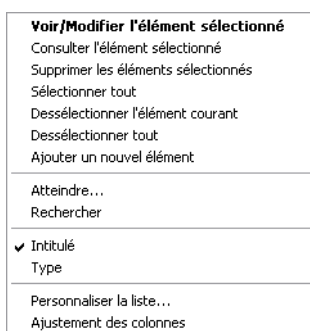 Voir/Modifier l'élément sélectionné
Consulter l'élément sélectionné
Supprimer les éléments sélectionnés
Sélectionner tout
Dessélectionner l'élément courant
Dessélectionner tout
Ajouter un nouvel élément
Atteindre...
Rechercher
Intitulé
Type
Personnaliser la liste...
Ajustement des colonnes